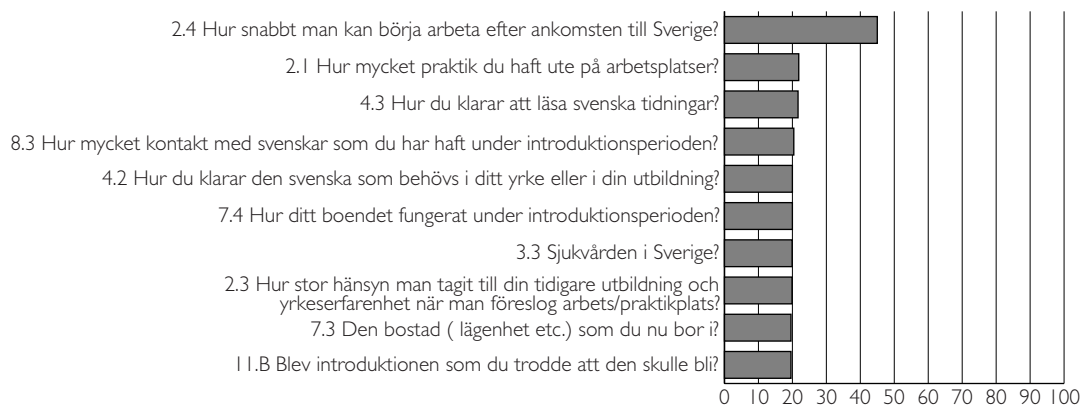 2.4 Hur snabbt man kan börja arbeta efter ankomsten till Sverige?
2.1 Hur mycket praktik du haft ute på arbetsplatser?
4.3 Hur du klarar att läsa svenska tidningar?
8.3 Hur mycket kontakt med svenskar som du har haft under introduktionsperioden?
4.2 Hur du klarar den svenska som behövs i ditt yrke eller i din utbildning?
7.4 Hur ditt boendet fungerat under introduktionsperioden?
3.3 Sjukvården i Sverige?
2.3 Hur stor hänsyn man tagit till din tidigare utbildning och
yrkeserfarenhet när man föreslog arbets/praktikplats?
7.3 Den bostad ( lägenhet etc.) som du nu bor i?
11.B Blev introduktionen som du trodde att den skulle bli?
0 10 20 30 40 50 60 70 80 90 100